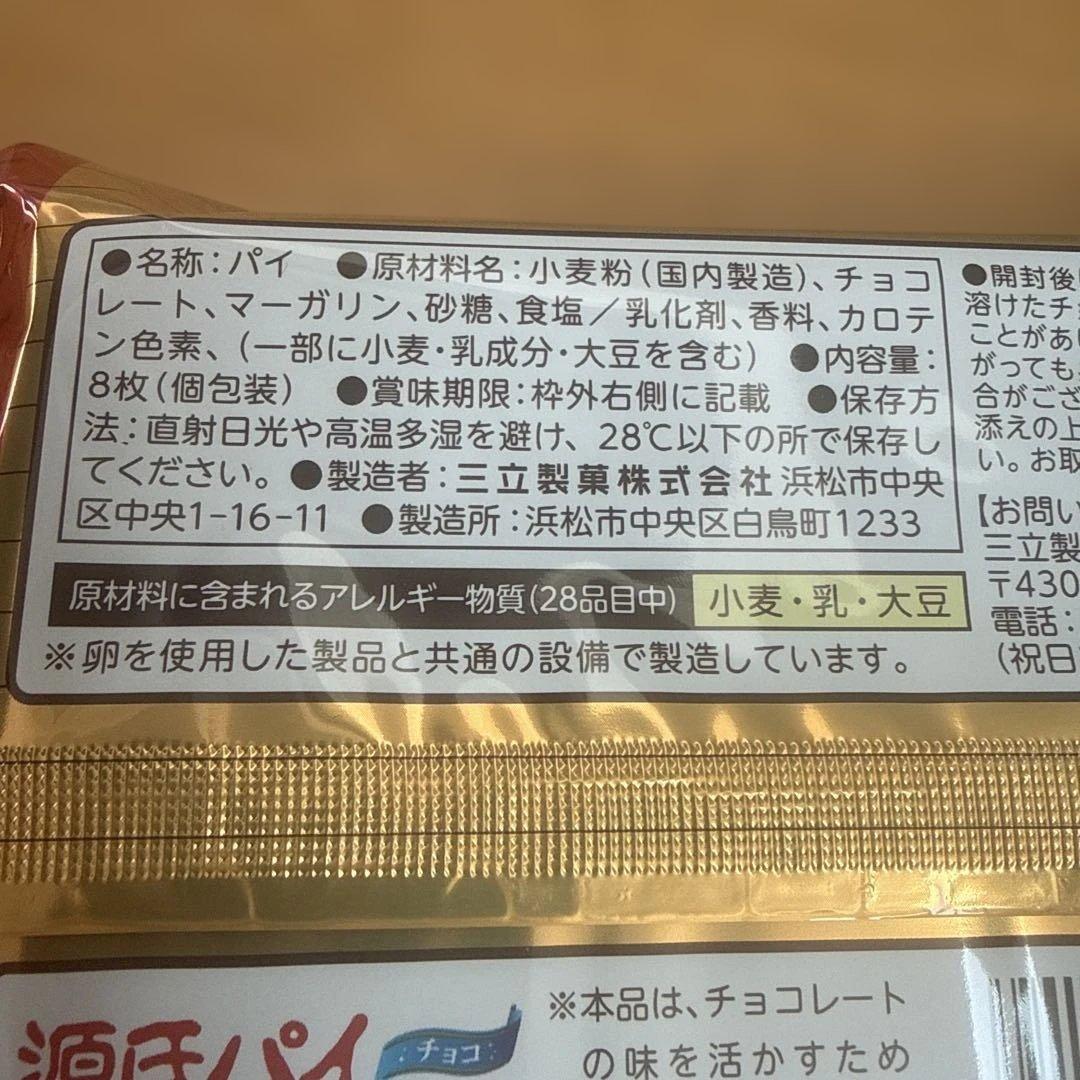 ●名称：パイ　●原材料名：小麦粉（国内製造）、チョコ
レート、マーガリン、砂糖、食塩／乳化剤、香料、カロテ
ン色素、（一部に小麦・乳成分・大豆を含む）　●内容量：
8枚（個包装）　●賞味期限：枠外右側に記載　●保存方
法：直射日光や高温多湿を避け、28℃以下の所で保存し
てください。●製造者：三立製菓株式会社 浜松市中央
区中央1-16-11　●製造所：浜松市中央区白鳥町1233
原材料に含まれるアレルギー物質（28品目中）　小麦・乳・大豆
※卵を使用した製品と共通の設備で製造しています。
●開封後
溶けたチ
ことがあ
がっても
合がござ
添えの上
い。お取
【お問い
三立製
〒430
電話：
（祝日
源氏パイ
チョコ
※本品は、チョコレート
の味を活かすため